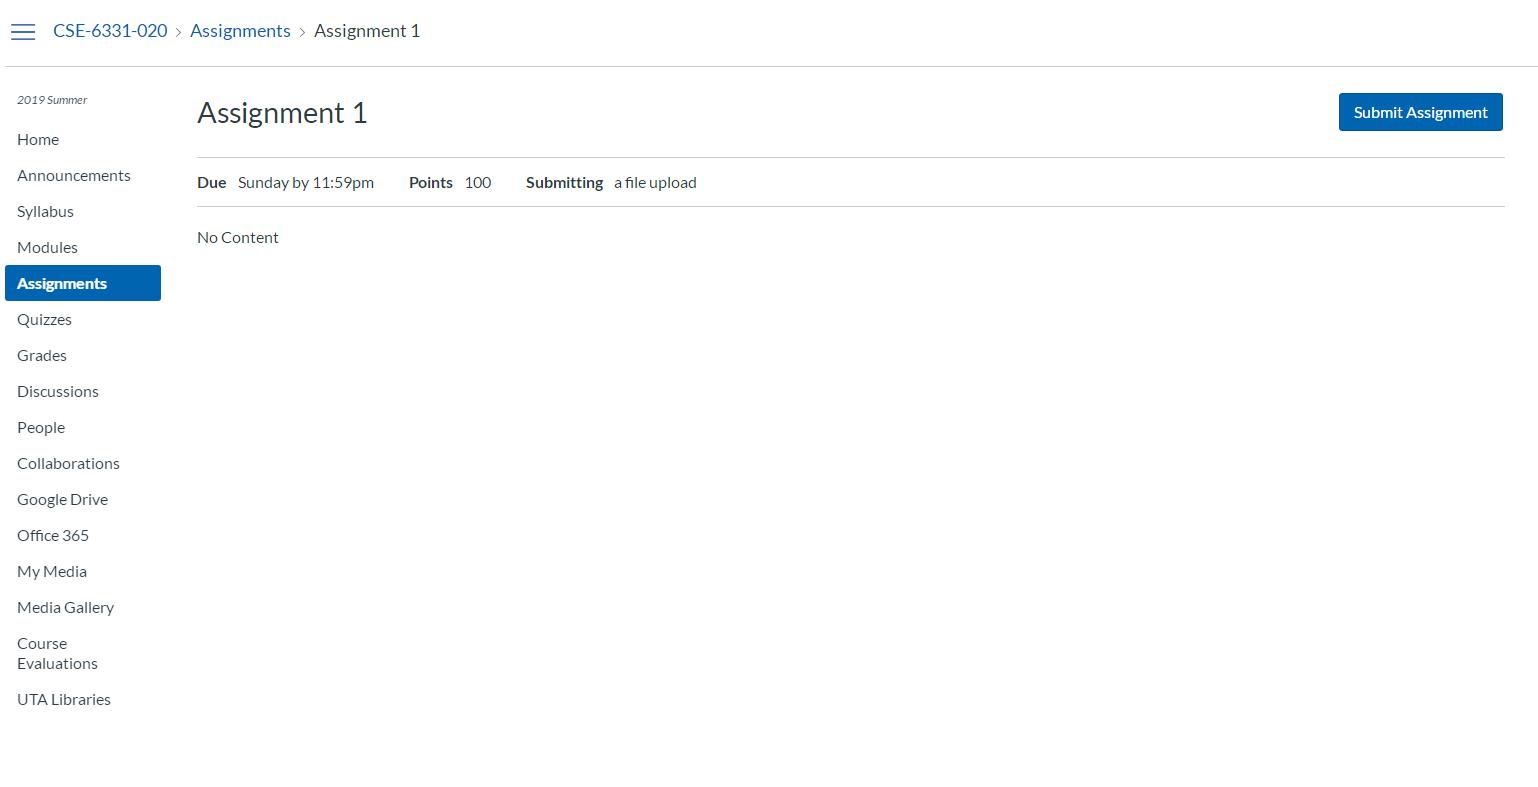 CSE-6331-020 > Assignments > Assignment 1
2019 Summer
Home
Announcements
Syllabus
Modules
Assignments
Quizzes
Grades
Discussions
People
Collaborations
Google Drive
Office 365
My Media
Media Gallery
Course
Evaluations
UTA Libraries
Assignment 1
Submit Assignment
Due Sunday by 11:59pm Points 100 Submitting a file upload
No Content